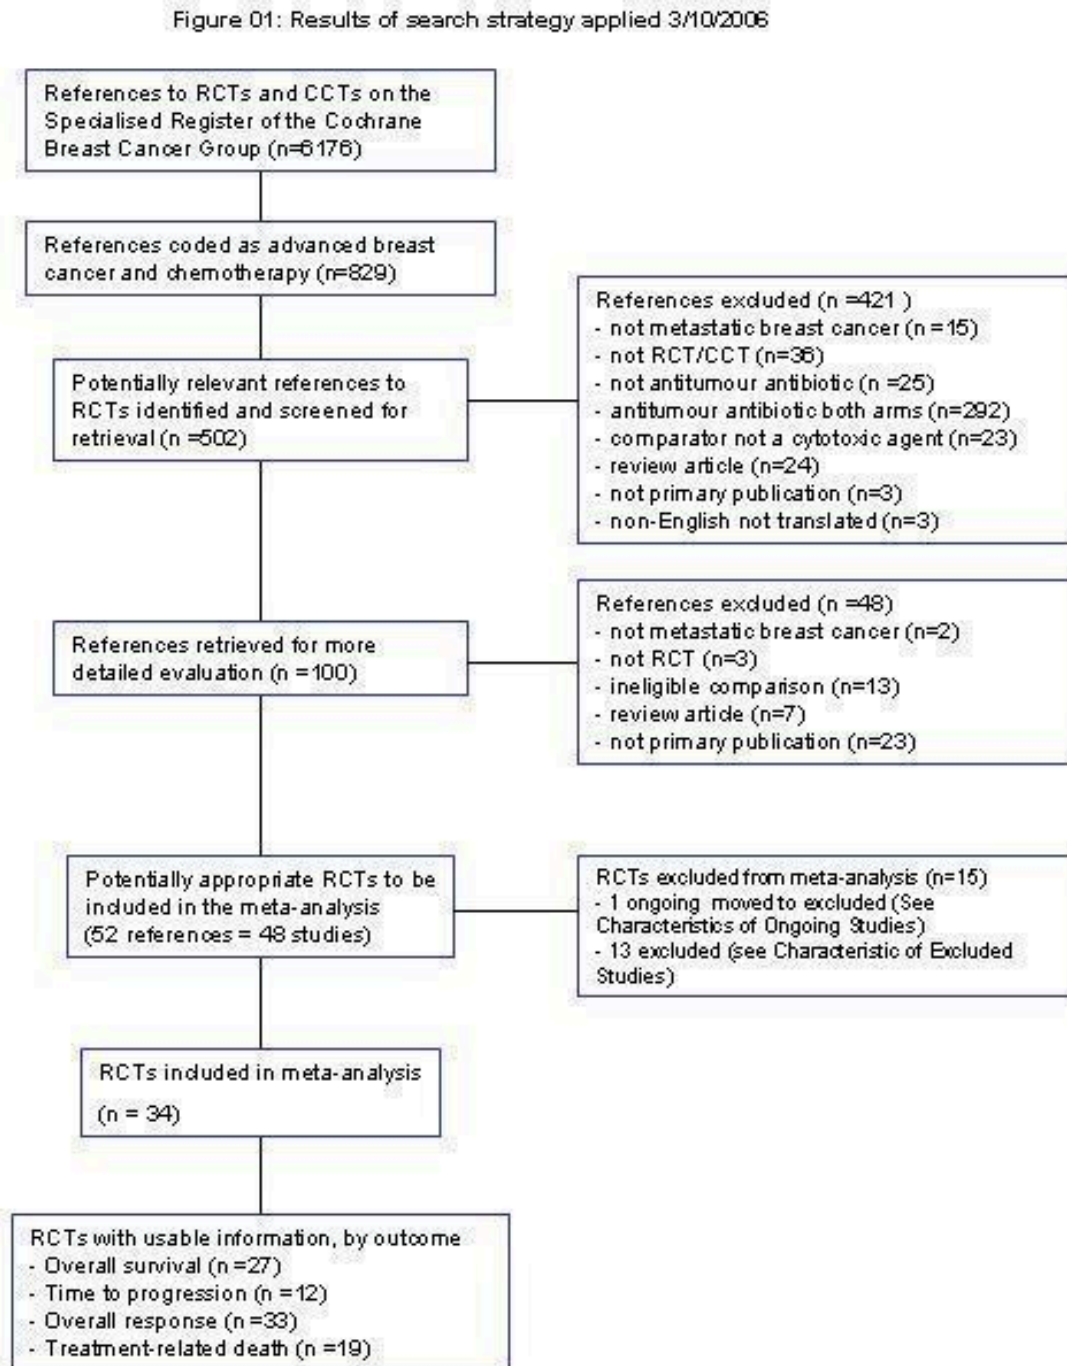 Figure 01: Results of search strategy applied 3/10/2006
References to RCTs and CCTs on the
Specialised Register of the Cochrane
Breast Cancer Group (n=6176)
References coded as advanced breast
cancer and chemotherapy (n=829)
Potentially relevant references to
RCTs identified and screened for
retrieval (n =502)
References excluded (n =421 )
- not metastatic breast cancer (n =15)
- not RCT/CCT (n=36)
- not antitumour antibiotic (n =25)
- antitumour antibiotic both arms (n=292)
- comparator not a cytotoxic agent (n=23)
- review article (n=24)
- not primary publication (n=3)
- non-English not translated (n=3)
References retrieved for more
detailed evaluation (n =100)
References excluded (n =48)
- not metastatic breast cancer (n=2)
- not RCT (n=3)
- ineligible comparison (n=13)
- review article (n=7)
- not primary publication (n=23)
Potentially appropriate RCTs to be
included in the meta-analysis
(52 references = 48 studies)
RCTs excluded from meta-analysis (n=15)
- 1 ongoing moved to excluded (See
Characteristics of Ongoing Studies)
- 13 excluded (see Characteristic of Excluded
Studies)
RCTs included in meta-analysis
(n = 34)
RCTs with usable information, by outcome
- Overall survival (n =27)
- Time to progression (n =12)
- Overall response (n =33)
- Treatment-related death (n =19)